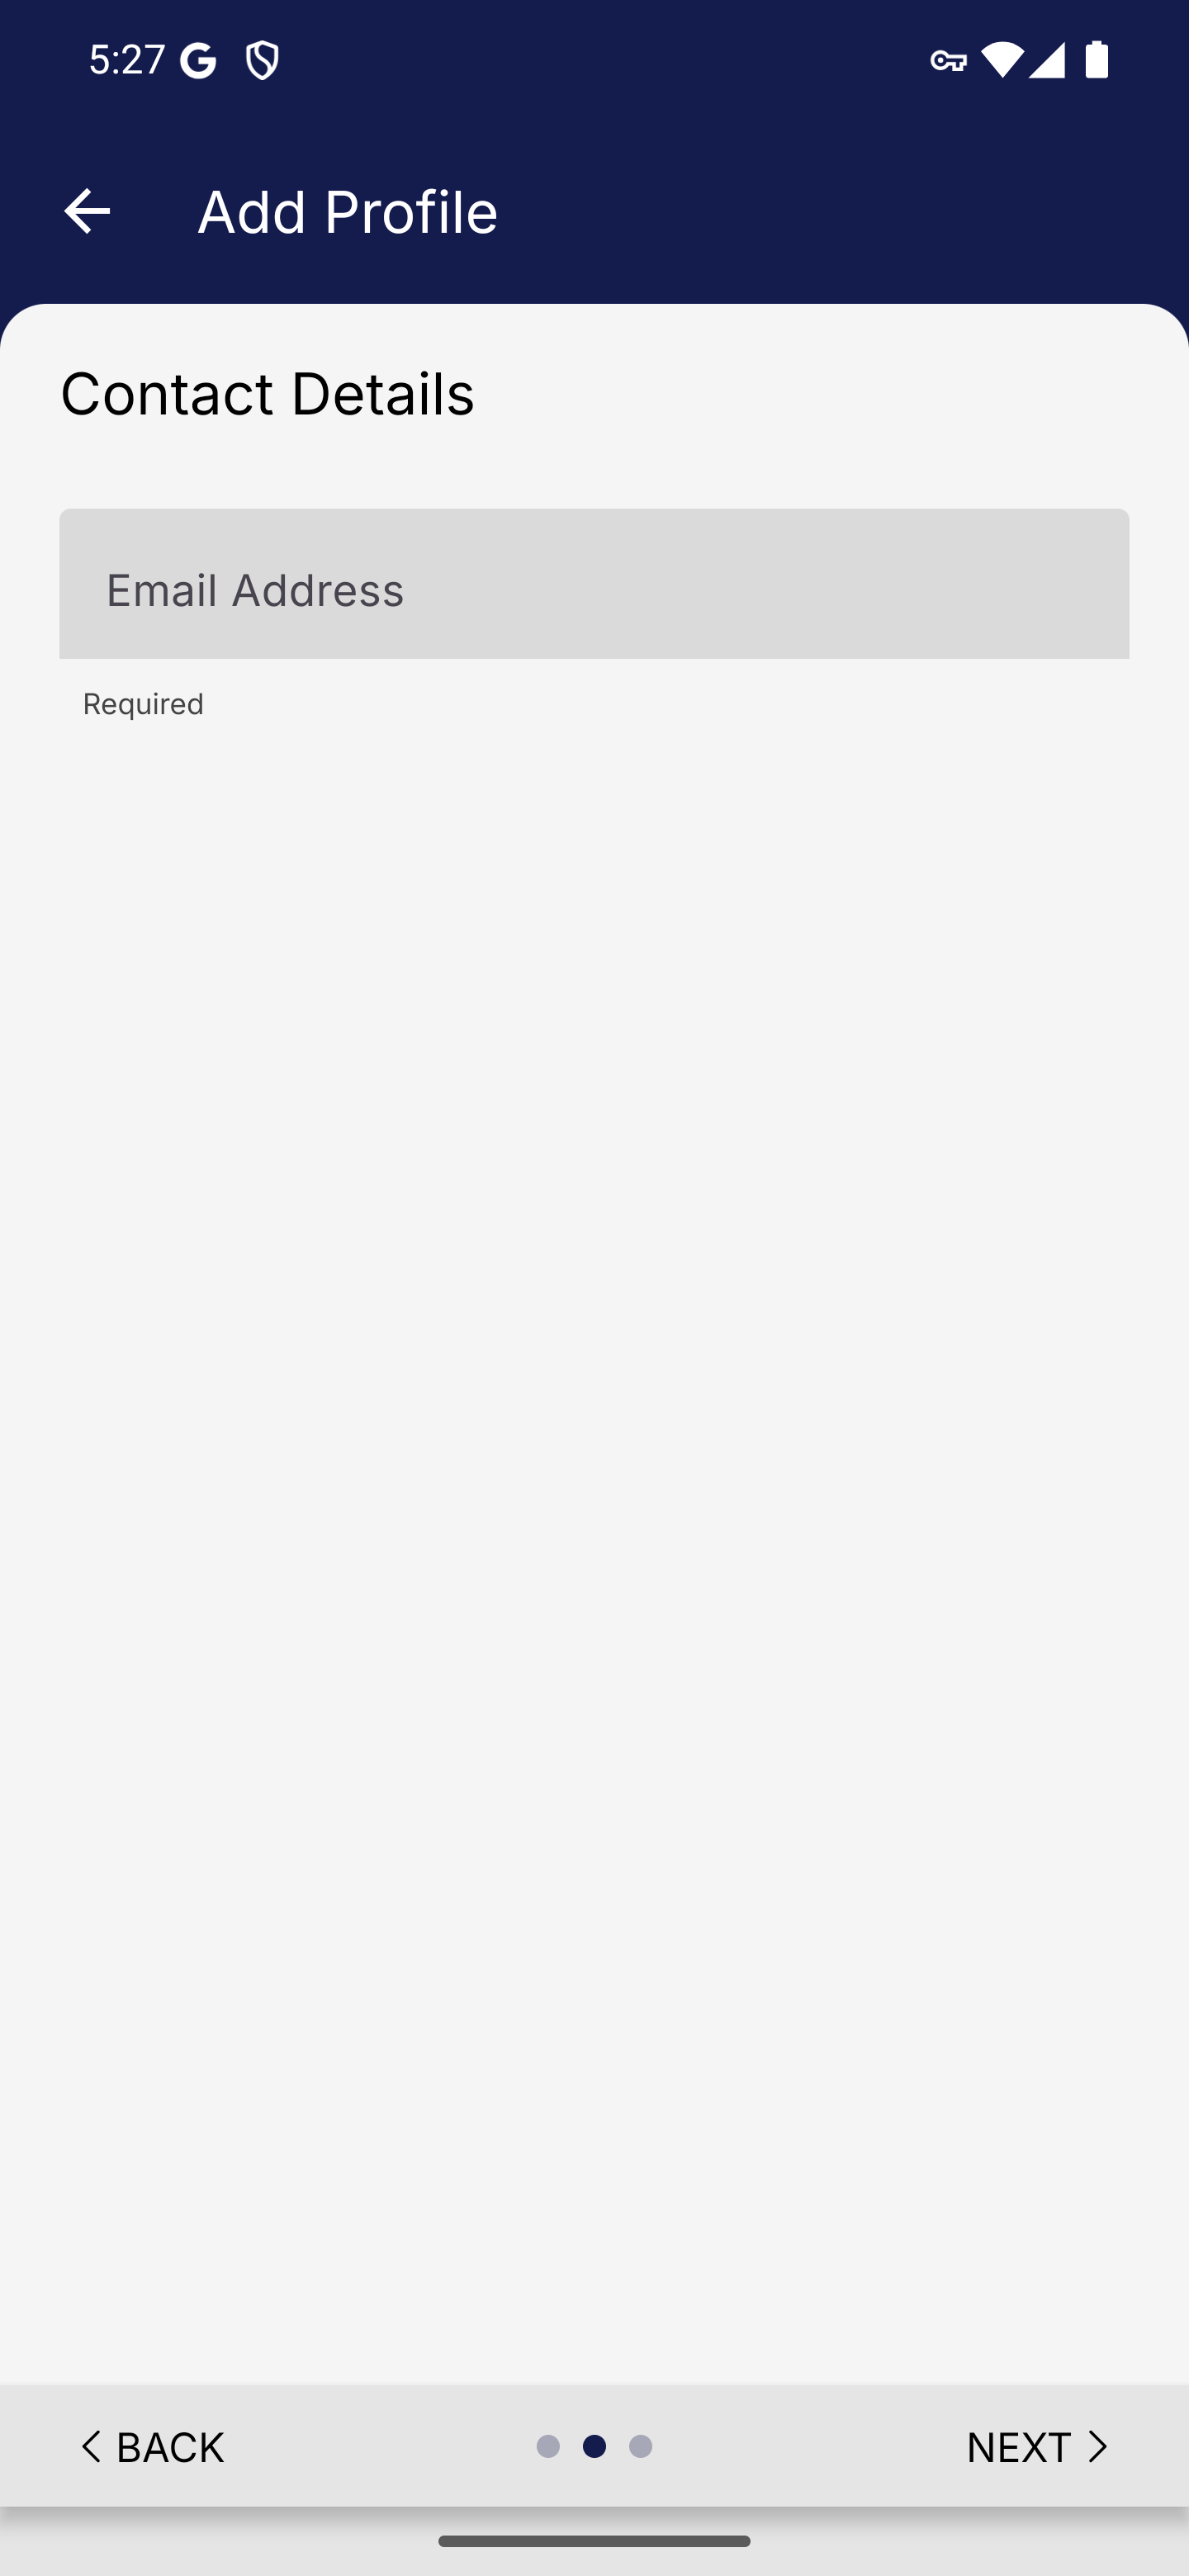 5:27
Add Profile
Contact Details
Email Address
Required
BACK
NEXT